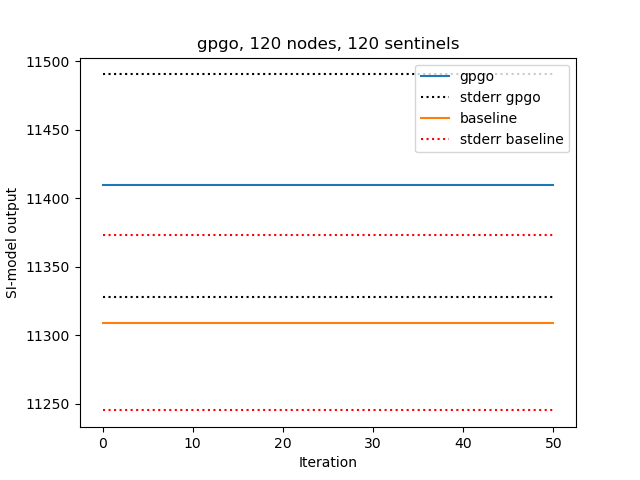 gpgo, 120 nodes, 120 sentinels
11500
11450
11400
11350
11300
11250
SI-model output
gpgo
stderr gpgo
baseline
stderr baseline
0 10 20 30 40 50
Iteration